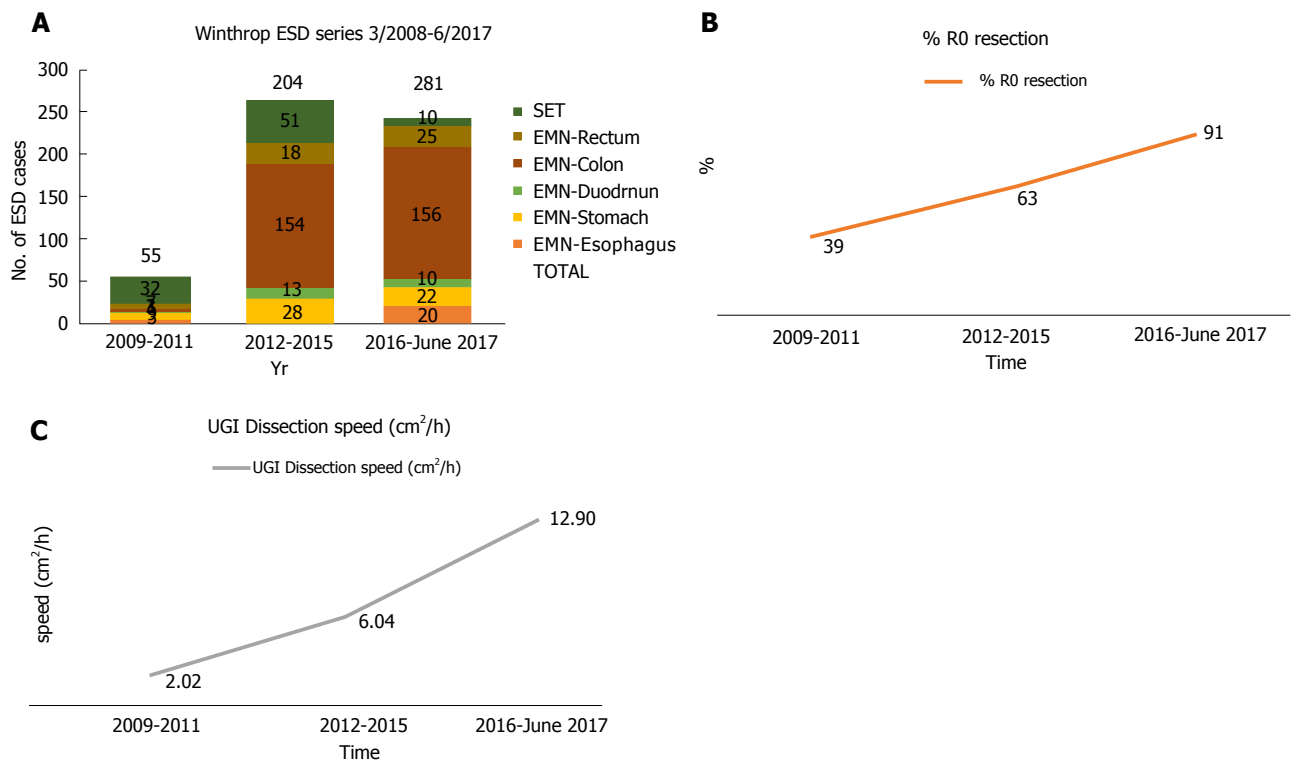 A
Winthrop ESD series 3/2008-6/2017
No. of ESD cases
300
250
200
150
100
50
0
55
32
3
204
51
18
154
13
28
281
10
25
156
10
22
20
2009-2011
2012-2015
2016-June 2017
Yr
SET
EMN-Rectum
EMN-Colon
EMN-Duodrnun
EMN-Stomach
EMN-Esophagus
TOTAL
B
% R0 resection
% R0 resection
%
39
63
91
2009-2011
2012-2015
2016-June 2017
Time
C
UGI Dissection speed (cm²/h)
UGI Dissection speed (cm²/h)
speed (cm²/h)
2.02
6.04
12.90
2009-2011
2012-2015
2016-June 2017
Time